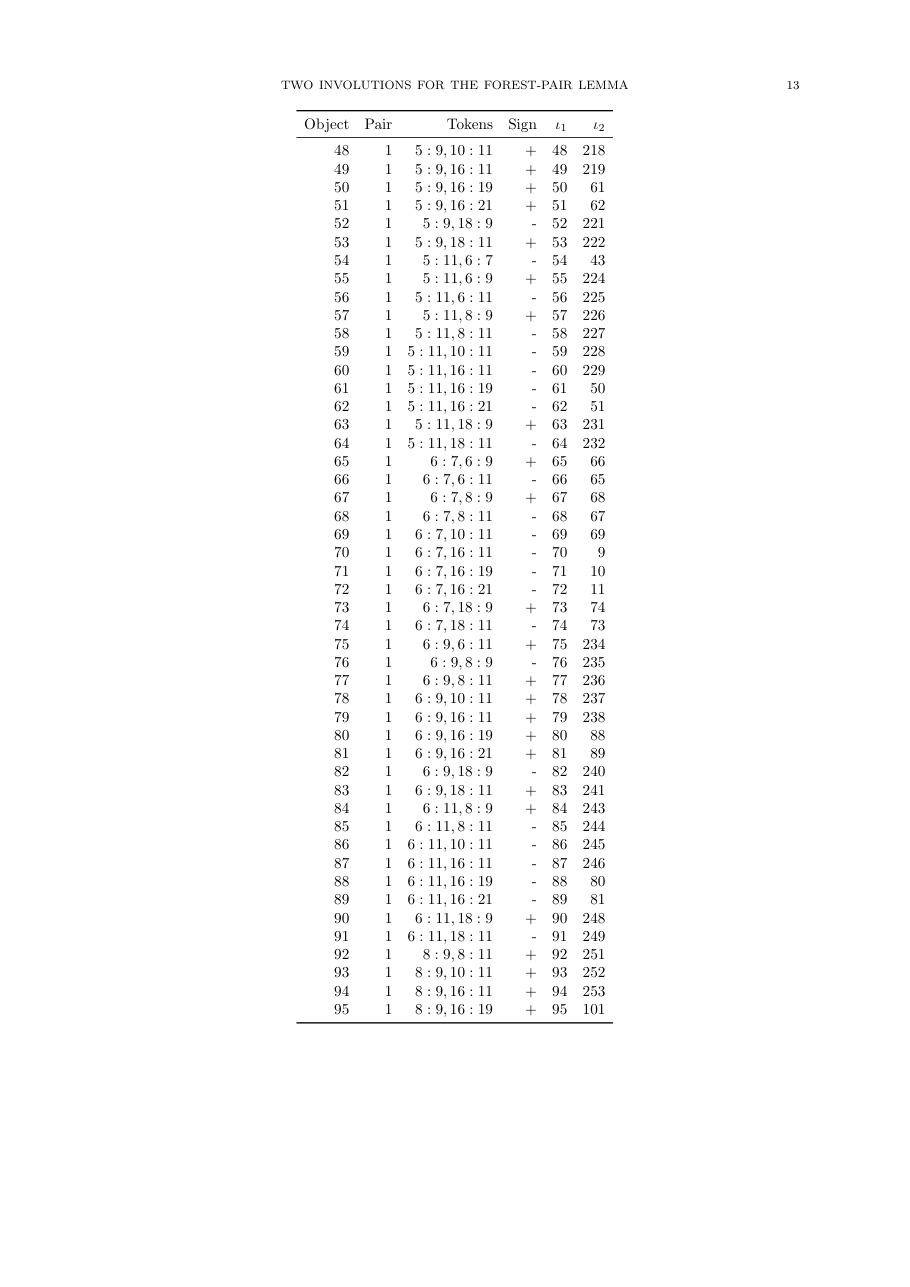 TWO INVOLUTIONS FOR THE FOREST-PAIR LEMMA 13
Object Pair Tokens Sign ι₁ ι₂
48 1 5 : 9, 10 : 11 + 48 218
49 1 5 : 9, 16 : 11 + 49 219
50 1 5 : 9, 16 : 19 + 50 61
51 1 5 : 9, 16 : 21 + 51 62
52 1 5 : 9, 18 : 9 - 52 221
53 1 5 : 9, 18 : 11 + 53 222
54 1 5 : 11, 6 : 7 - 54 43
55 1 5 : 11, 6 : 9 + 55 224
56 1 5 : 11, 6 : 11 - 56 225
57 1 5 : 11, 8 : 9 + 57 226
58 1 5 : 11, 8 : 11 - 58 227
59 1 5 : 11, 10 : 11 - 59 228
60 1 5 : 11, 16 : 11 - 60 229
61 1 5 : 11, 16 : 19 - 61 50
62 1 5 : 11, 16 : 21 - 62 51
63 1 5 : 11, 18 : 9 + 63 231
64 1 5 : 11, 18 : 11 - 64 232
65 1 6 : 7, 6 : 9 + 65 66
66 1 6 : 7, 6 : 11 - 66 65
67 1 6 : 7, 8 : 9 + 67 68
68 1 6 : 7, 8 : 11 - 68 67
69 1 6 : 7, 10 : 11 - 69 69
70 1 6 : 7, 16 : 11 - 70 9
71 1 6 : 7, 16 : 19 - 71 10
72 1 6 : 7, 16 : 21 - 72 11
73 1 6 : 7, 18 : 9 + 73 74
74 1 6 : 7, 18 : 11 - 74 73
75 1 6 : 9, 6 : 11 + 75 234
76 1 6 : 9, 8 : 9 - 76 235
77 1 6 : 9, 8 : 11 + 77 236
78 1 6 : 9, 10 : 11 + 78 237
79 1 6 : 9, 16 : 11 + 79 238
80 1 6 : 9, 16 : 19 + 80 88
81 1 6 : 9, 16 : 21 + 81 89
82 1 6 : 9, 18 : 9 - 82 240
83 1 6 : 9, 18 : 11 + 83 241
84 1 6 : 11, 8 : 9 + 84 243
85 1 6 : 11, 8 : 11 - 85 244
86 1 6 : 11, 10 : 11 - 86 245
87 1 6 : 11, 16 : 11 - 87 246
88 1 6 : 11, 16 : 19 - 88 80
89 1 6 : 11, 16 : 21 - 89 81
90 1 6 : 11, 18 : 9 + 90 248
91 1 6 : 11, 18 : 11 - 91 249
92 1 8 : 9, 8 : 11 + 92 251
93 1 8 : 9, 10 : 11 + 93 252
94 1 8 : 9, 16 : 11 + 94 253
95 1 8 : 9, 16 : 19 + 95 101